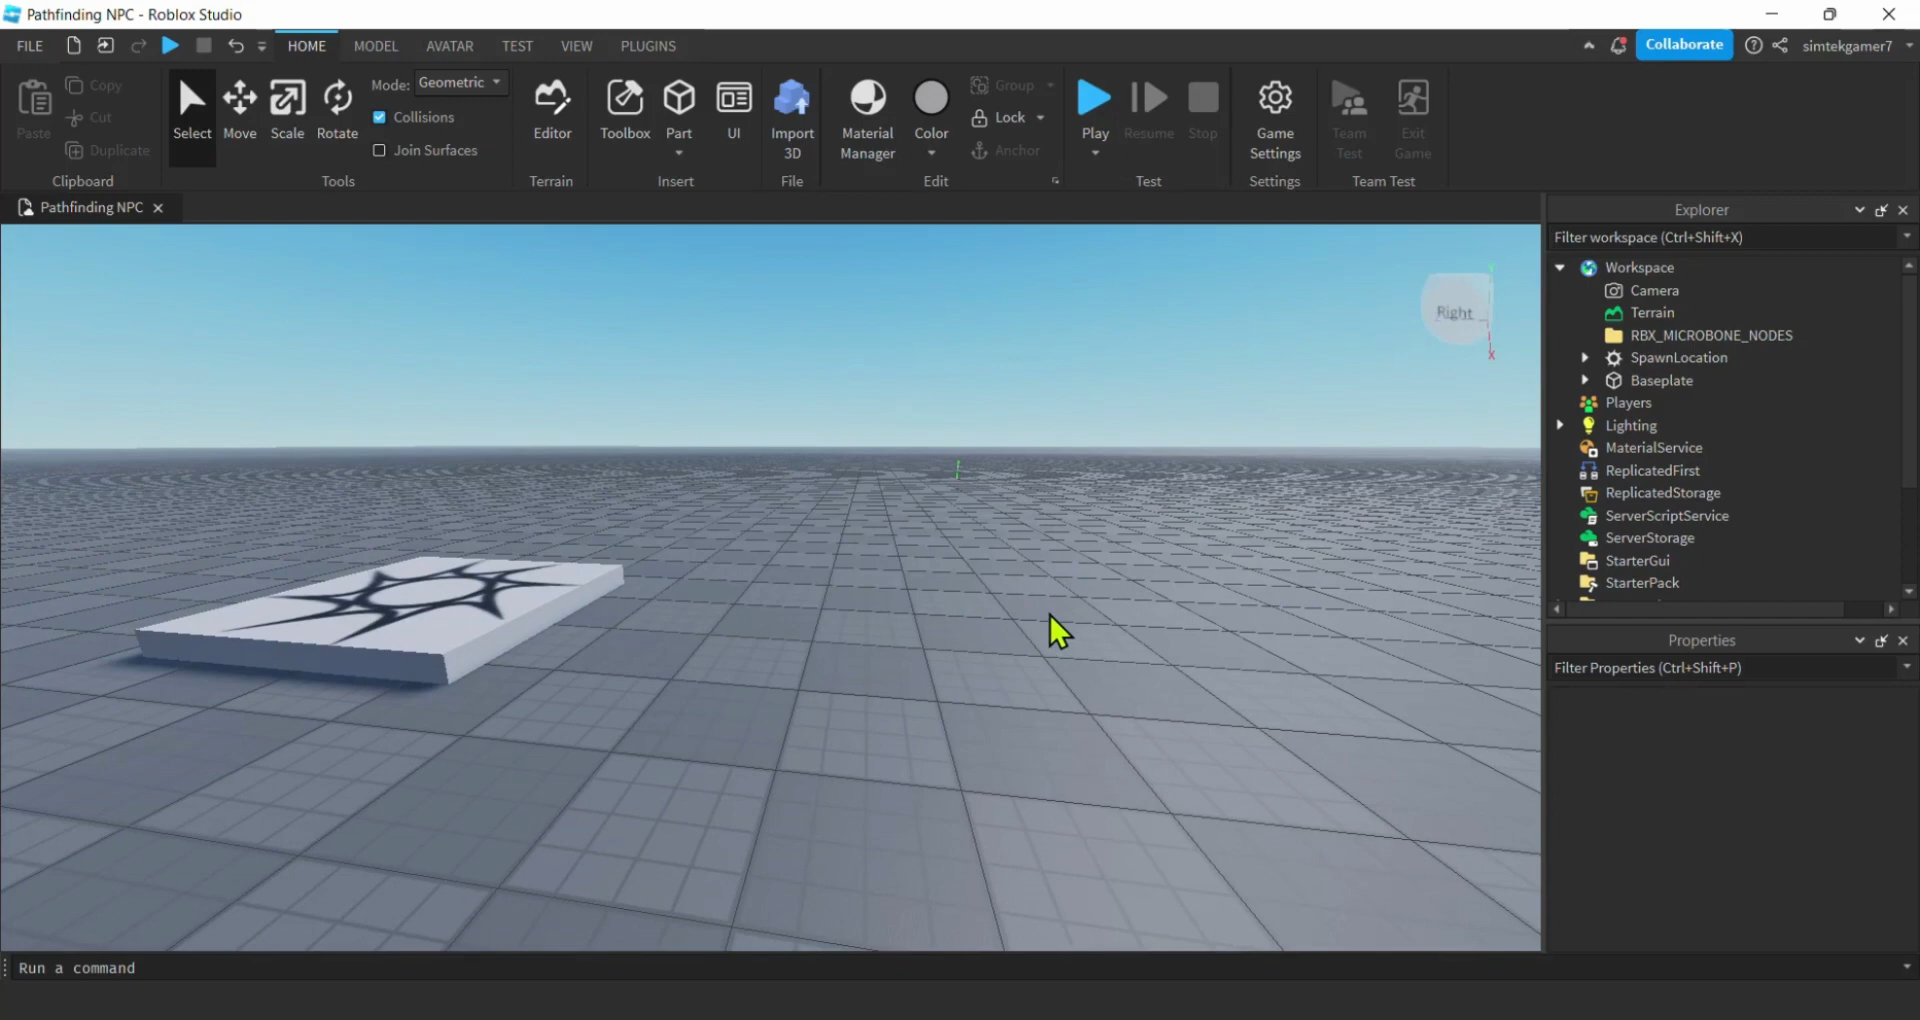 Pathfinding NPC - Roblox Studio
FILE
HOME
MODEL
AVATAR
TEST
VIEW
PLUGINS
Collaborate
simtekgamer7
Paste
Copy
Cut
Duplicate
Clipboard
Select
Move
Scale
Rotate
Mode: Geometric
Collisions
Join Surfaces
Tools
Editor
Terrain
Toolbox
Part
UI
Insert
Import
3D
File
Material
Manager
Color
Group
Lock
Anchor
Edit
Play
Resume
Stop
Test
Game
Settings
Settings
Team
Test
Exit
Game
Team Test
Pathfinding NPC
Right
X
Explorer
Filter workspace (Ctrl+Shift+X)
Workspace
Camera
Terrain
RBX_MICROBONE_NODES
SpawnLocation
Baseplate
Players
Lighting
MaterialService
ReplicatedFirst
ReplicatedStorage
ServerScriptService
ServerStorage
StarterGui
StarterPack
Properties
Filter Properties (Ctrl+Shift+P)
Run a command